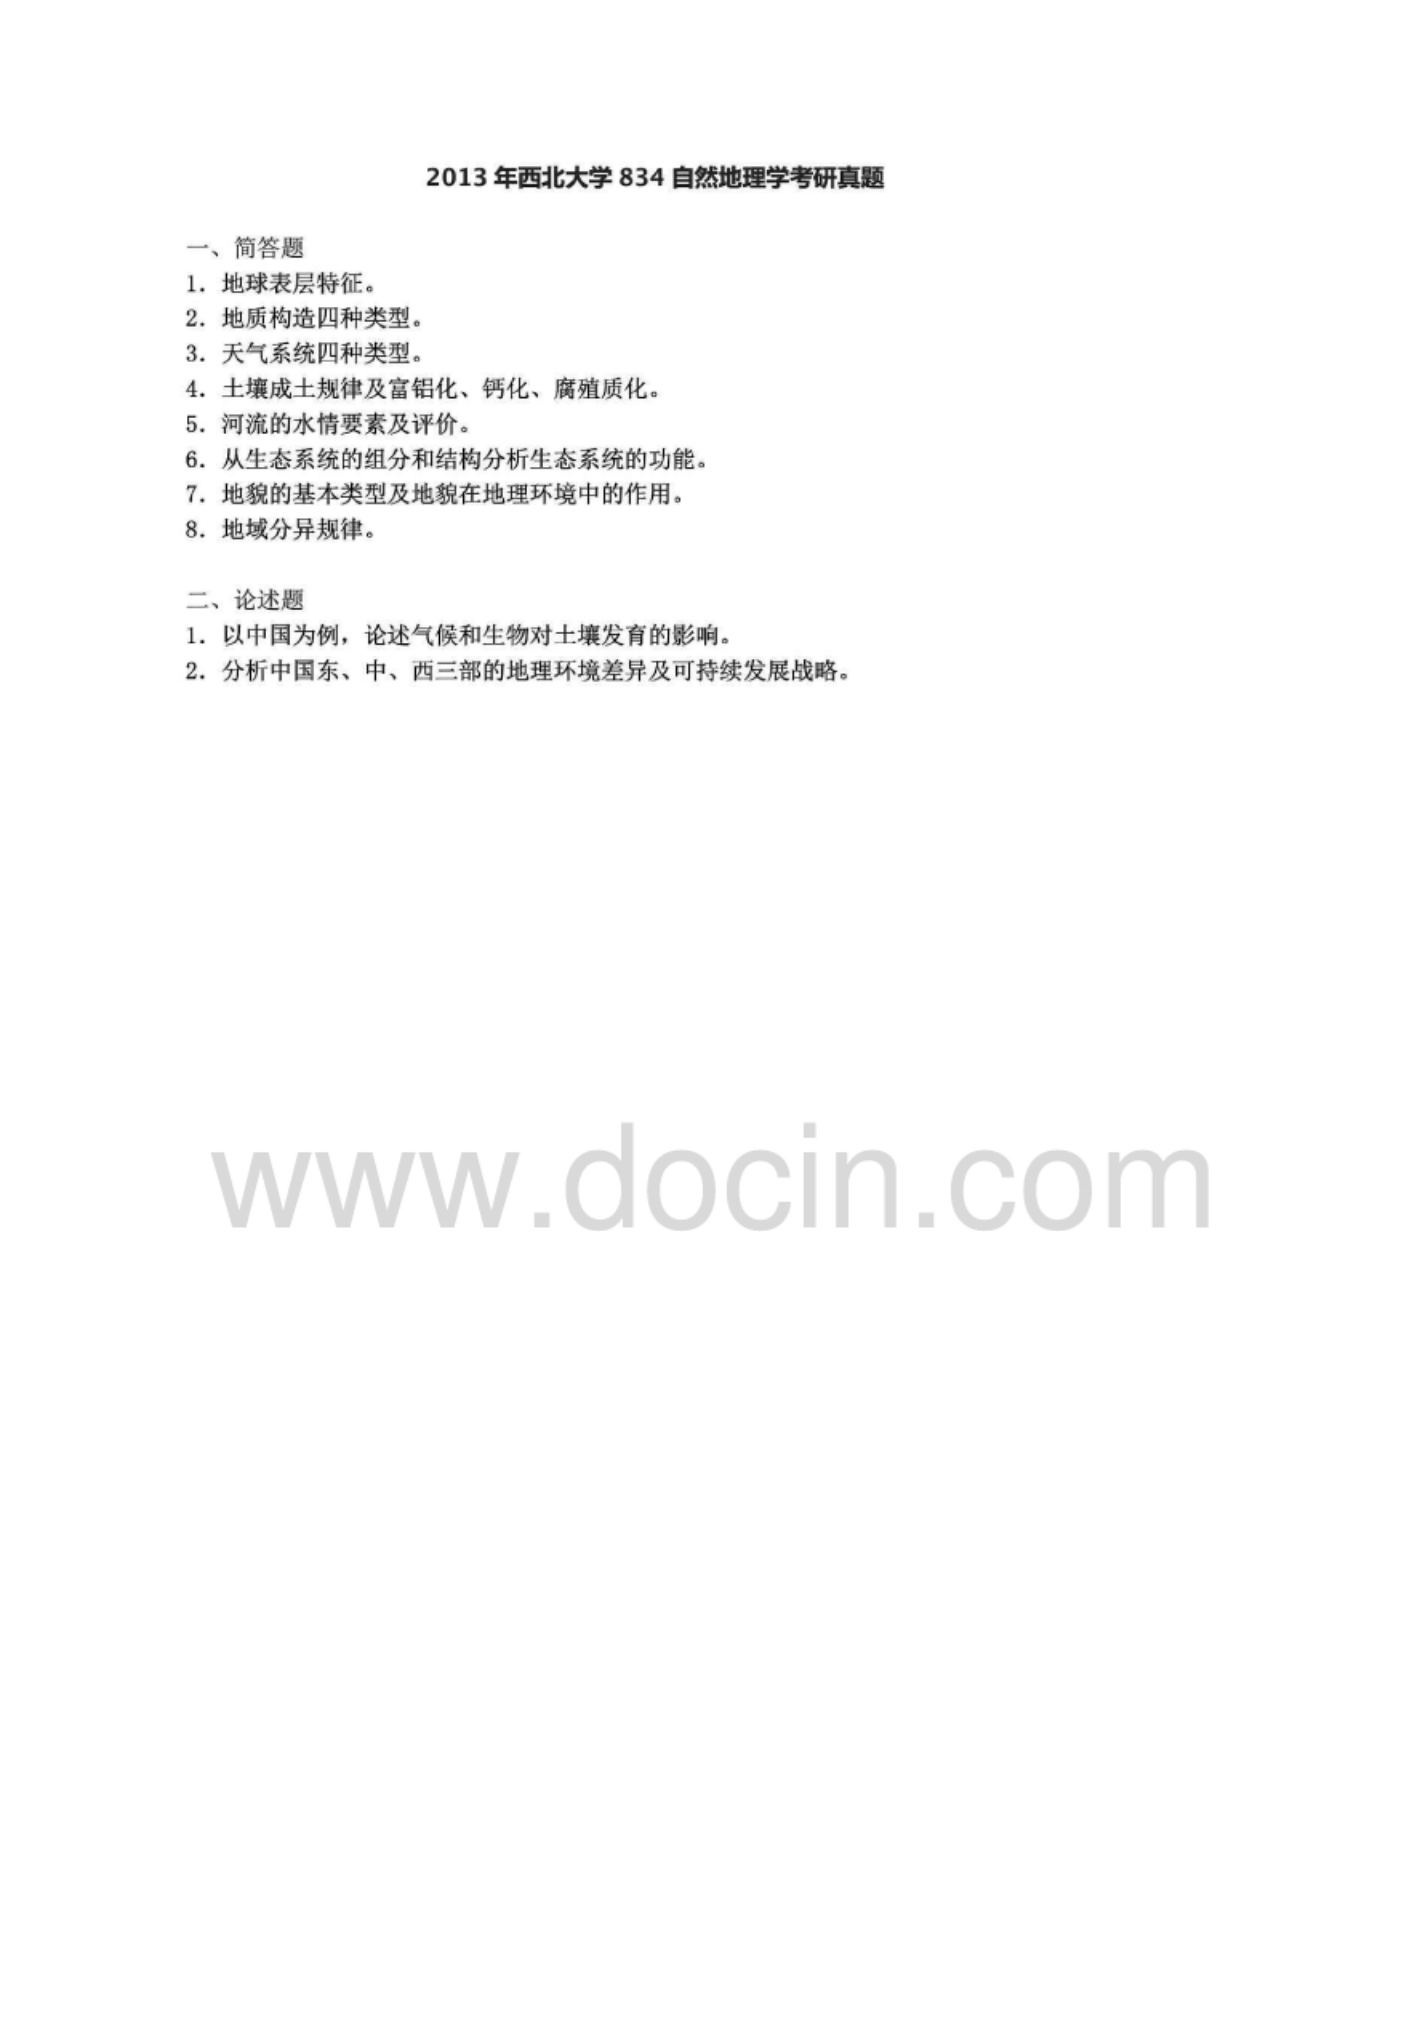 2013 年西北大学 834 自然地理学考研真题
一、简答题
1．地球表层特征。
2．地质构造四种类型。
3．天气系统四种类型。
4．土壤成土规律及富铝化、钙化、腐殖质化。
5．河流的水情要素及评价。
6．从生态系统的组分和结构分析生态系统的功能。
7．地貌的基本类型及地貌在地理环境中的作用。
8．地域分异规律。
二、论述题
1．以中国为例，论述气候和生物对土壤发育的影响。
2．分析中国东、中、西三部的地理环境差异及可持续发展战略。
www.docin.com